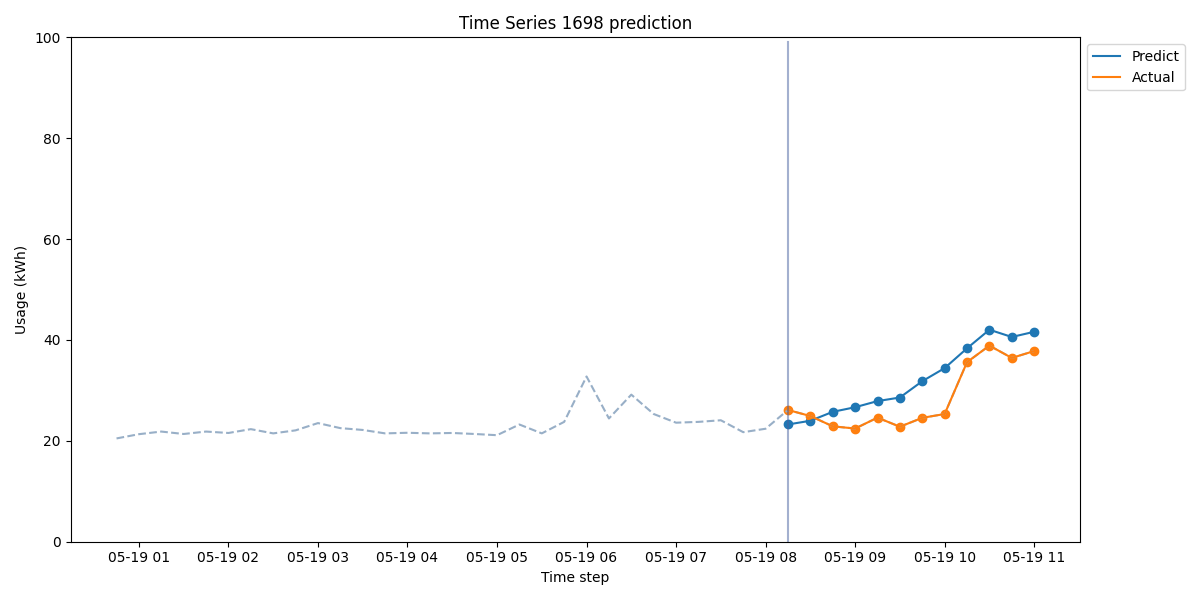 Time Series 1698 prediction
Predict
Actual
Usage (kWh)
100
80
60
40
20
0
05-19 01 05-19 02 05-19 03 05-19 04 05-19 05 05-19 06 05-19 07 05-19 08 05-19 09 05-19 10 05-19 11
Time step